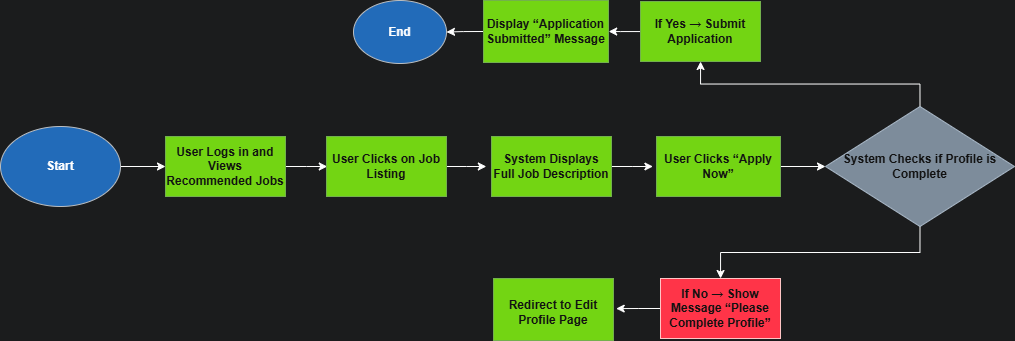 End
Display “Application
Submitted” Message
If Yes → Submit
Application
Start
User Logs in and
Views
Recommended Jobs
User Clicks on Job
Listing
System Displays
Full Job Description
User Clicks “Apply
Now”
System Checks if Profile is
Complete
Redirect to Edit
Profile Page
If No → Show
Message “Please
Complete Profile”